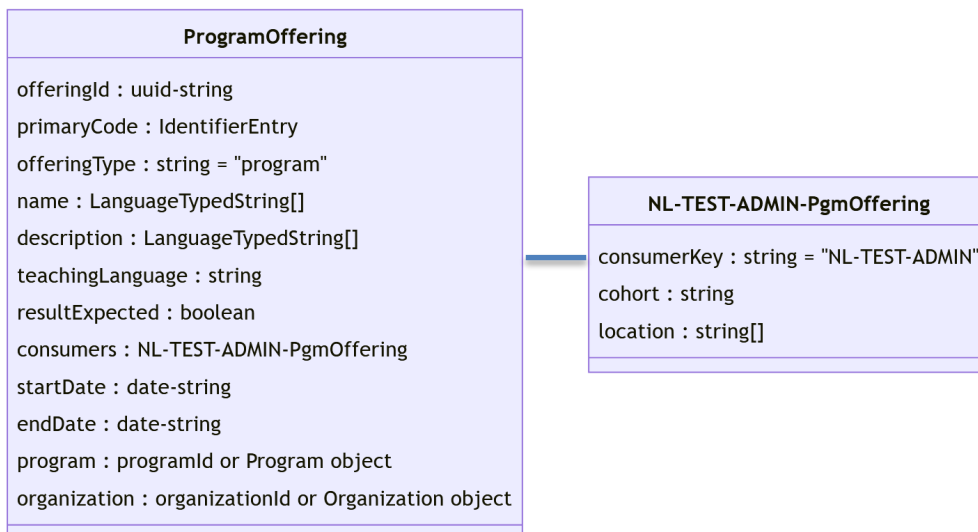 ProgramOffering
offeringId : uuid-string
primaryCode : IdentifierEntry
offeringType : string = "program"
name : LanguageTypedString[]
description : LanguageTypedString[]
teachingLanguage : string
resultExpected : boolean
consumers : NL-TEST-ADMIN-PgmOffering
startDate : date-string
endDate : date-string
program : programId or Program object
organization : organizationId or Organization object
NL-TEST-ADMIN-PgmOffering
consumerKey : string = "NL-TEST-ADMIN"
cohort : string
location : string[]